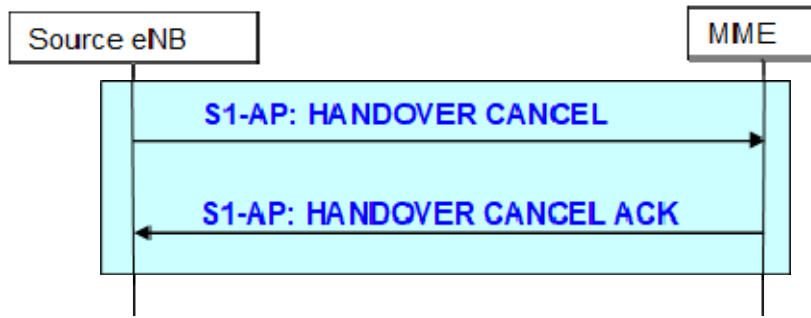 Source eNB
MME
S1-AP: HANDOVER CANCEL
S1-AP: HANDOVER CANCEL ACK